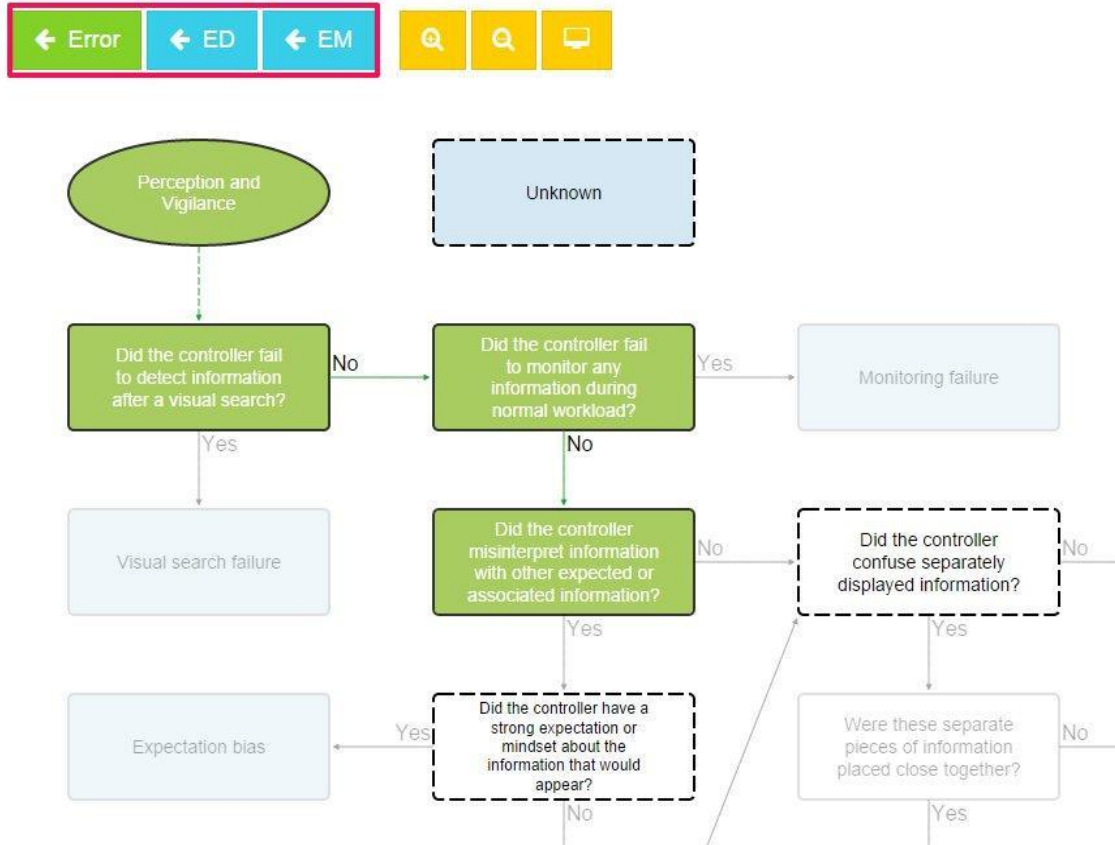 Error
ED
EM
Perception and
Vigilance
Unknown
Did the controller fail
to detect information
after a visual search?
No
Did the controller fail
to monitor any
information during
normal workload?
Yes
Monitoring failure
Yes
No
Visual search failure
Did the controller
misinterpret information
with other expected or
associated information?
No
Did the controller
confuse separately
displayed information?
No
Yes
Yes
Expectation bias
Yes
Did the controller have a
strong expectation or
mindset about the
information that would
appear?
Were these separate
pieces of information
placed close together?
No
No
Yes